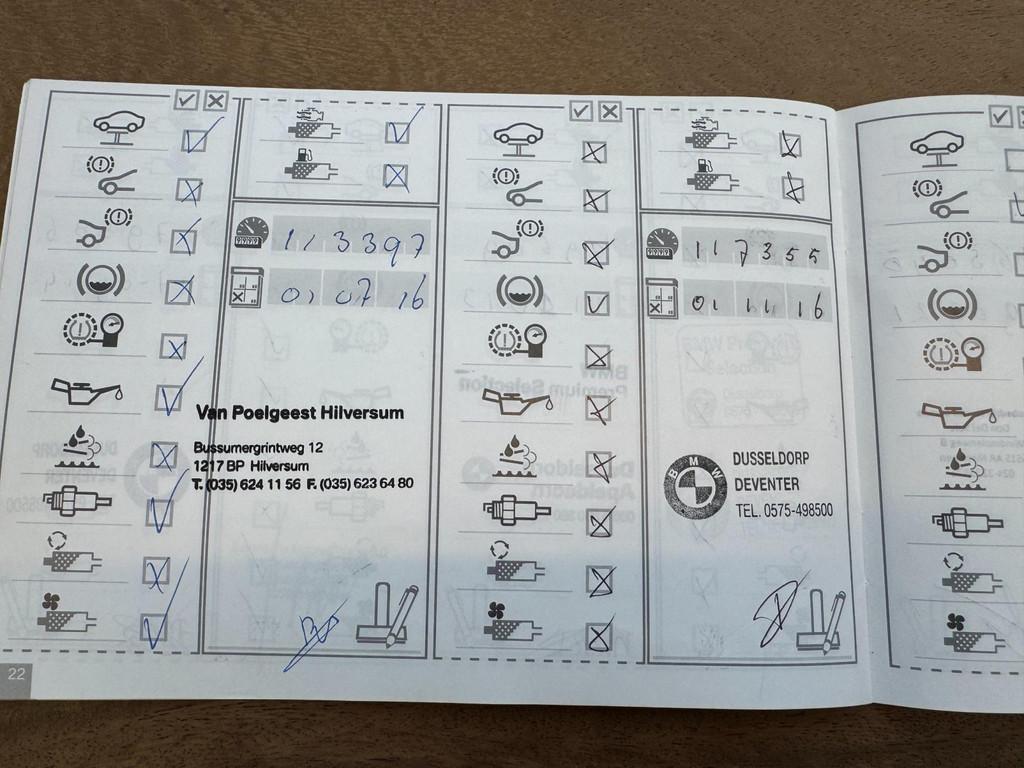 113397
01 07 16
Van Poelgeest Hilversum
Bussumergrintweg 12
1217 BP Hilversum
T. (035) 624 11 56 F. (035) 623 64 80
117355
01 11 16
BMW
DUSSELDORP
DEVENTER
TEL. 0575-498500
22